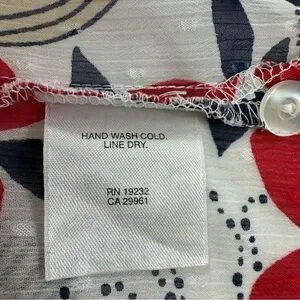 HAND WASH COLD.
LINE DRY.
RN 19232
CA 29961